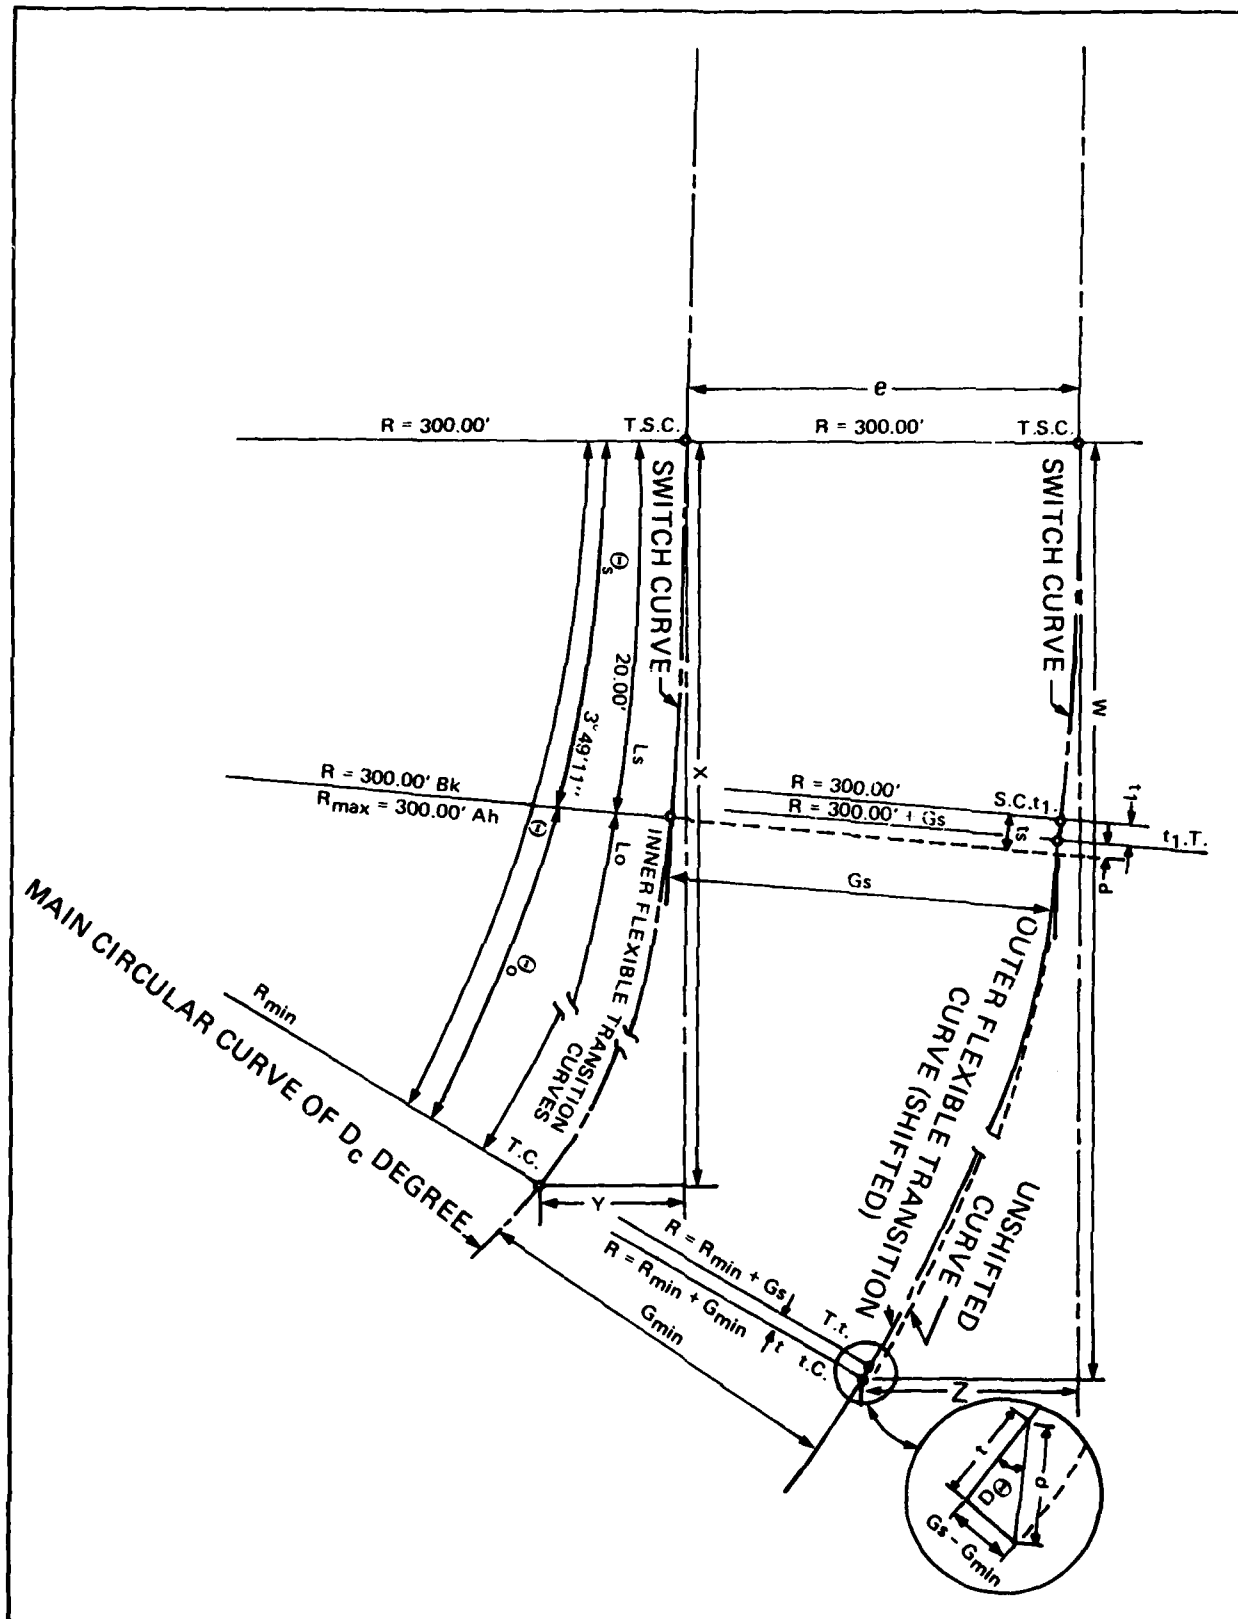 e
R = 300.00'
T.S.C.
R = 300.00'
T.S.C.
SWITCH CURVE
SWITCH CURVE
Θs
20.00'
3°49'11"
Ls
X
W
R = 300.00' Bk
Rmax = 300.00' Ah
R = 300.00'
R = 300.00' + Gs
S.C.t1.
ts
t1
t1.T.
d
Θ
Lo
Gs
Θo
INNER FLEXIBLE TRANSITION
CURVES
OUTER FLEXIBLE TRANSITION
CURVE (SHIFTED)
UNSHIFTED
CURVE
MAIN CIRCULAR CURVE OF Dc DEGREE
Rmin
T.C.
Y
R = Rmin + Gs
R = Rmin + Gmin
Gmin
T.t.
t
t.C.
Z
t
DΘ
d
Gs - Gmin